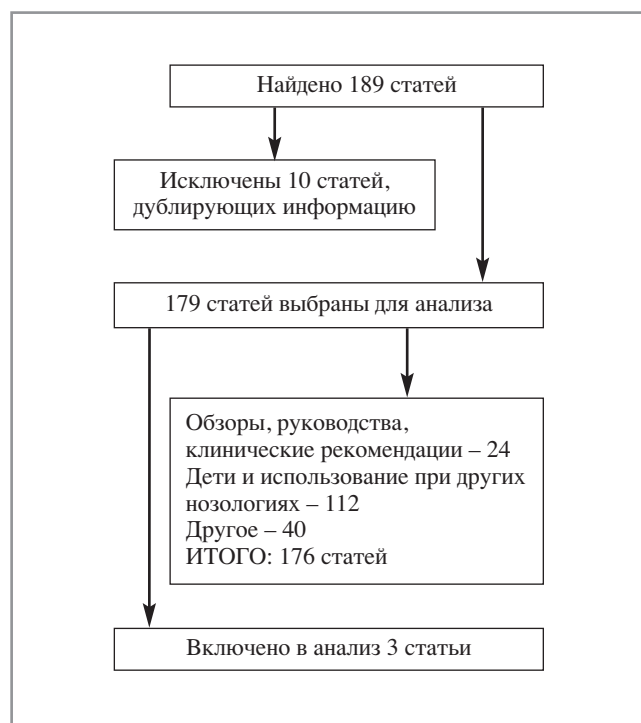 Найдено 189 статей
Исключены 10 статей,
дублирующих информацию
179 статей выбраны для анализа
Обзоры, руководства,
клинические рекомендации – 24
Дети и использование при других
нозологиях – 112
Другое – 40
ИТОГО: 176 статей
Включено в анализ 3 статьи